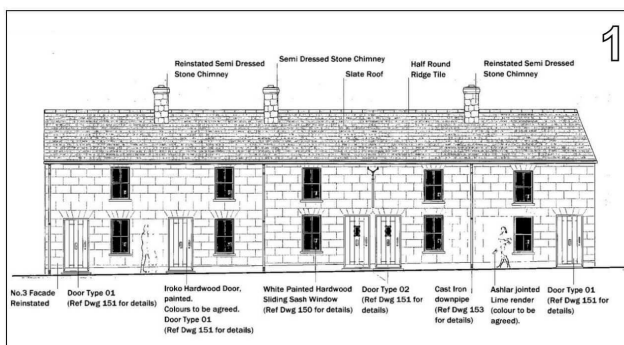 1
Reinstated Semi Dressed
Stone Chimney
Semi Dressed Stone Chimney
Slate Roof
Half Round
Ridge Tile
Reinstated Semi Dressed
Stone Chimney
No.3 Facade
Reinstated
Door Type 01
(Ref Dwg 151 for details)
Iroko Hardwood Door,
painted.
Colours to be agreed.
Door Type 01
(Ref Dwg 151 for details)
White Painted Hardwood
Sliding Sash Window
(Ref Dwg 150 for details)
Door Type 02
(Ref Dwg 151 for
details)
Cast Iron
downpipe
(Ref Dwg 153
for details)
Ashlar jointed
Lime render
(colour to be
agreed).
Door Type 01
(Ref Dwg 151 for details)